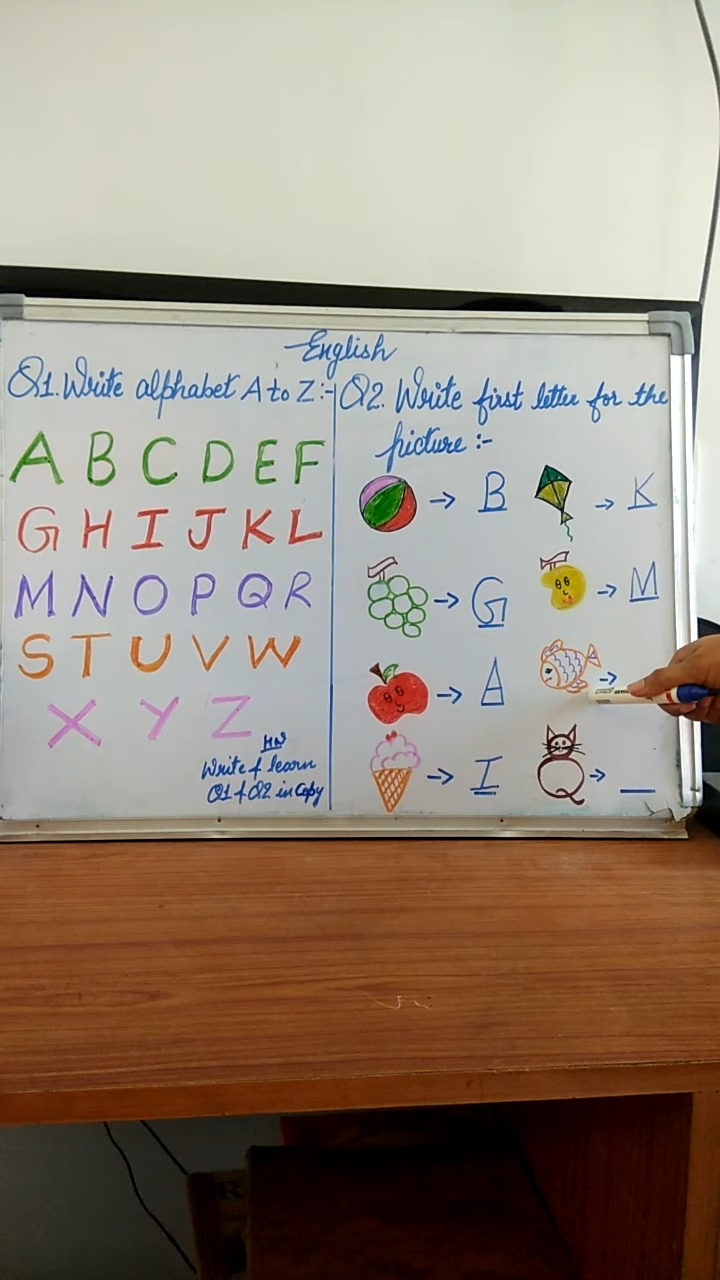 English
Q1. Write alphabet A to Z :-
A B C D E F
G H I J K L
M N O P Q R
S T U V W
X Y Z
HW
Write & learn
Q1 & Q2 in Copy
Q2. Write first letter for the
picture :-
→ B → K
→ G → M
→ A →
→ I → _